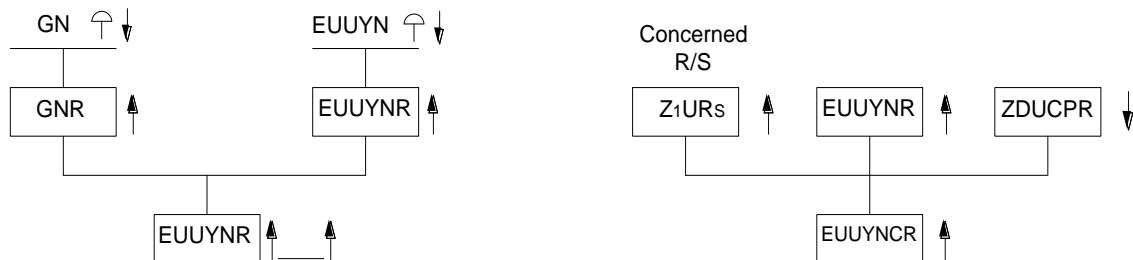 GN
EUUYN
Concerned
R/S
GNR
EUUYNR
Z1URS
EUUYNR
ZDUCPR
EUUYNR
EUUYNCR